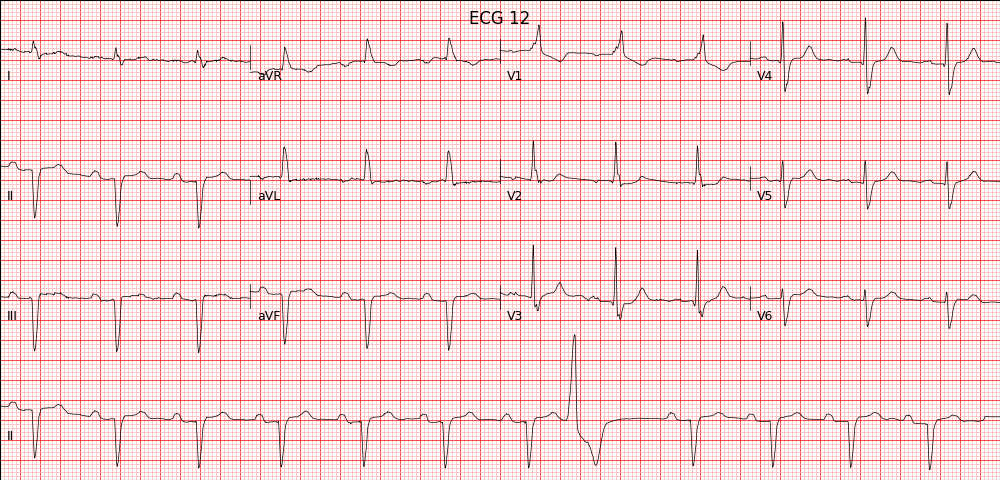 ECG 12
I aVR V1 V4
II aVL V2 V5
III aVF V3 V6
II